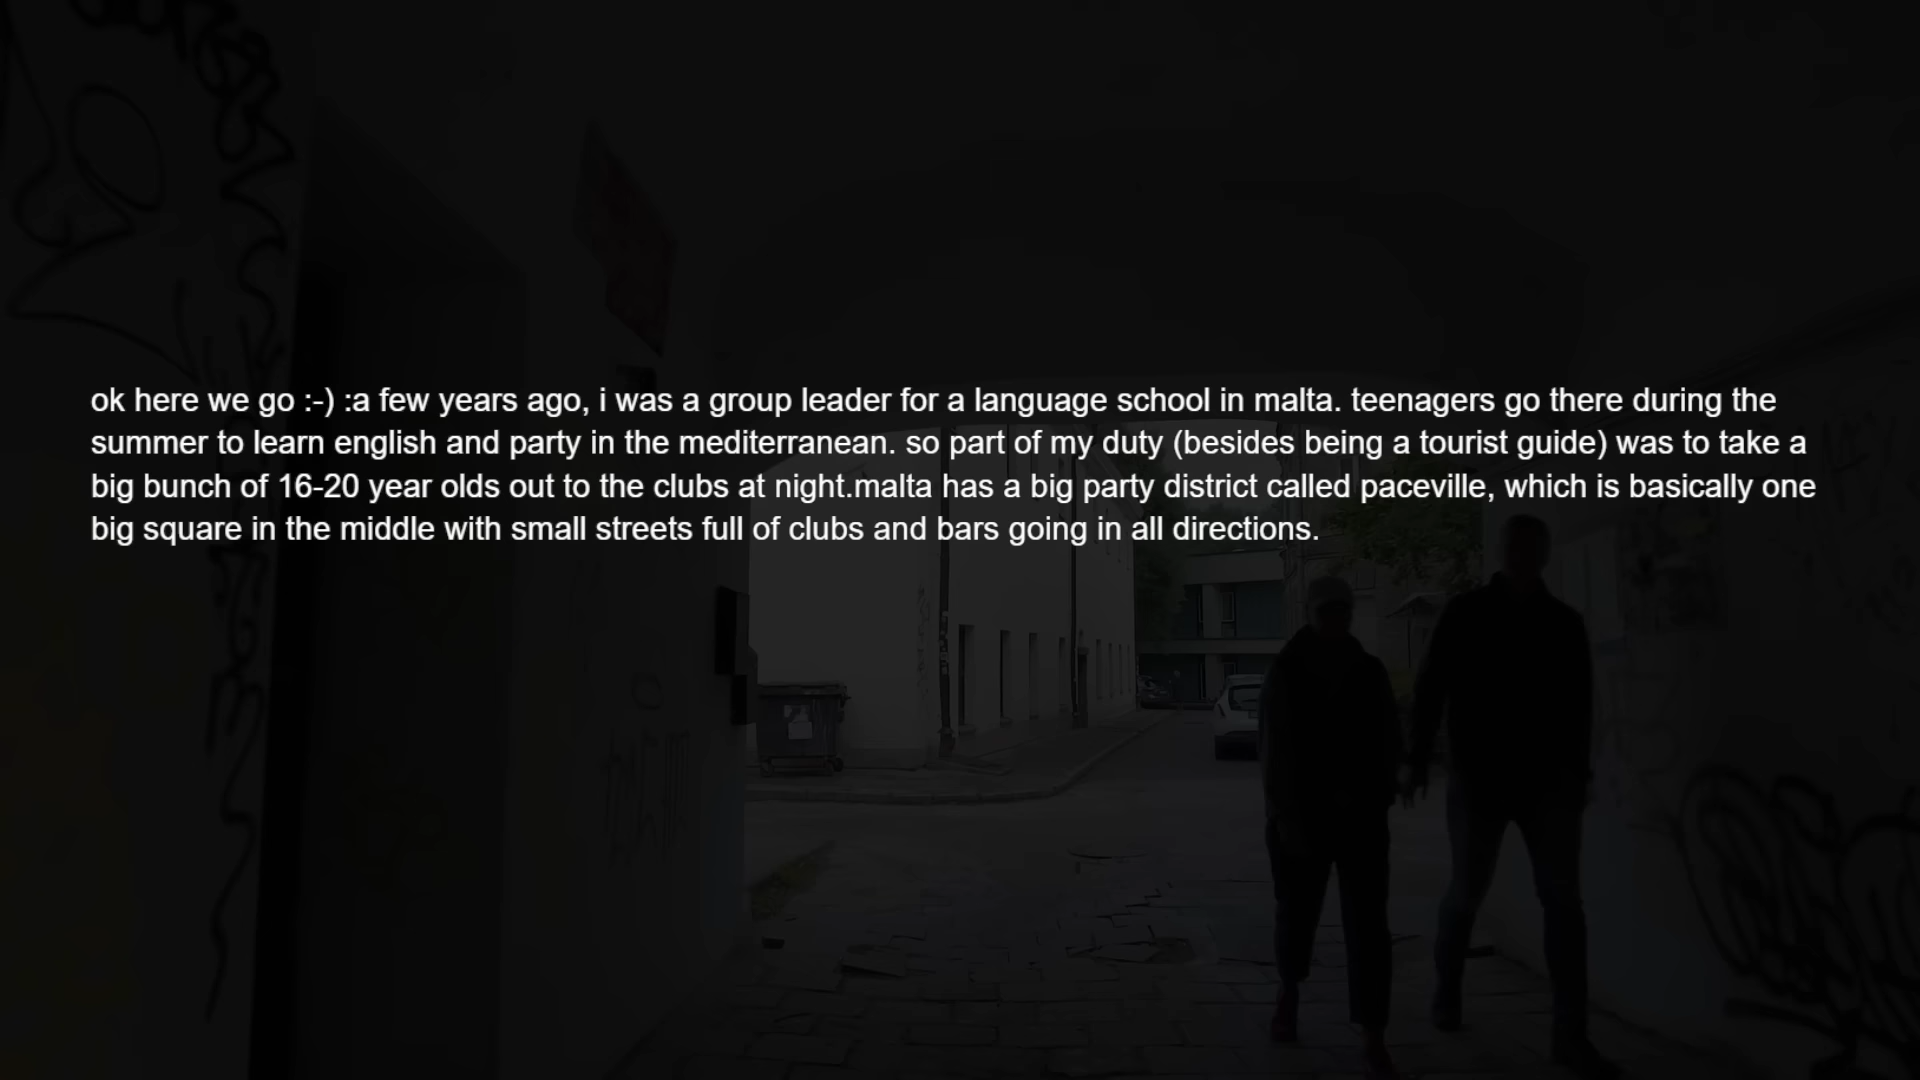 ok here we go :-) :a few years ago, i was a group leader for a language school in malta. teenagers go there during the
summer to learn english and party in the mediterranean. so part of my duty (besides being a tourist guide) was to take a
big bunch of 16-20 year olds out to the clubs at night.malta has a big party district called paceville, which is basically one
big square in the middle with small streets full of clubs and bars going in all directions.